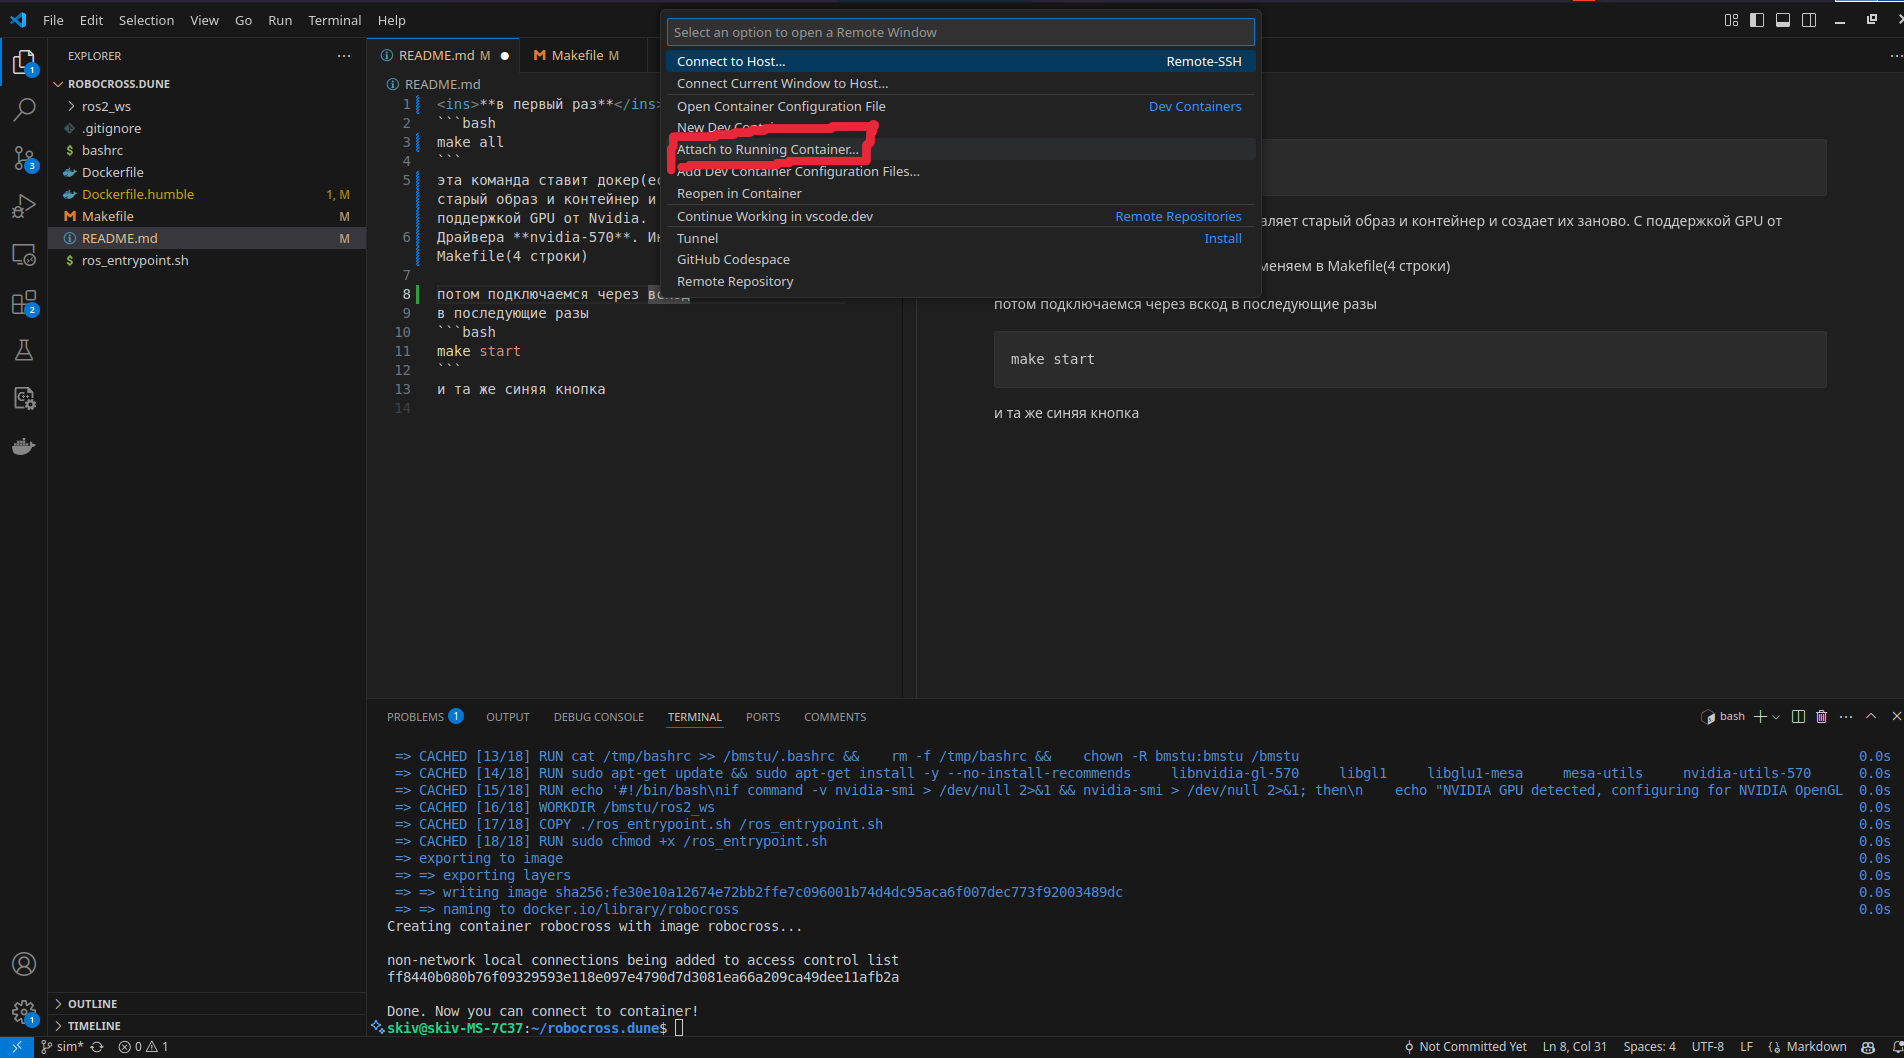 File Edit Selection View Go Run Terminal Help
Select an option to open a Remote Window
Connect to Host... Remote-SSH
Connect Current Window to Host...
Open Container Configuration File Dev Containers
New Dev
Attach to Running Container...
Add Dev Container Configuration Files...
Reopen in Container
Continue Working in vscode.dev Remote Repositories
Tunnel Install
GitHub Codespace
Remote Repository
EXPLORER
ROBOCROSS.DUNE
ros2_ws
.gitignore
$ bashrc
Dockerfile
Dockerfile.humble 1, M
Makefile M
README.md M
$ ros_entrypoint.sh
OUTLINE
TIMELINE
README.md M
Makefile M
README.md
1 <ins>**в первый раз**</ins>
2 ```bash
3 make all
4 ```
5 эта команда ставит докер(ес
старый образ и контейнер и
поддержкой GPU от Nvidia.
6 Драйвера **nvidia-570**. Ин
Makefile(4 строки)
7
8 потом подключаемся через вскод
9 в последующие разы
10 ```bash
11 make start
12 ```
13 и та же синяя кнопка
14
аляет старый образ и контейнер и создает их заново. С поддержкой GPU от
меняем в Makefile(4 строки)
потом подключаемся через вскод в последующие разы
make start
и та же синяя кнопка
PROBLEMS 1 OUTPUT DEBUG CONSOLE TERMINAL PORTS COMMENTS
bash
=> CACHED [13/18] RUN cat /tmp/bashrc >> /bmstu/.bashrc && rm -f /tmp/bashrc && chown -R bmstu:bmstu /bmstu 0.0s
=> CACHED [14/18] RUN sudo apt-get update && sudo apt-get install -y --no-install-recommends libnvidia-gl-570 libgl1 libglu1-mesa mesa-utils nvidia-utils-570 0.0s
=> CACHED [15/18] RUN echo '#!/bin/bash\nif command -v nvidia-smi > /dev/null 2>&1 && nvidia-smi > /dev/null 2>&1; then\n echo "NVIDIA GPU detected, configuring for NVIDIA OpenGL 0.0s
=> CACHED [16/18] WORKDIR /bmstu/ros2_ws 0.0s
=> CACHED [17/18] COPY ./ros_entrypoint.sh /ros_entrypoint.sh 0.0s
=> CACHED [18/18] RUN sudo chmod +x /ros_entrypoint.sh 0.0s
=> exporting to image 0.0s
=> => exporting layers 0.0s
=> => writing image sha256:fe30e10a12674e72bb2ffe7c096001b74d4dc95aca6f007dec773f92003489dc 0.0s
=> => naming to docker.io/library/robocross 0.0s
Creating container robocross with image robocross...
non-network local connections being added to access control list
ff8440b080b76f09329593e118e097e4790d7d3081ea66a209ca49dee11afb2a
Done. Now you can connect to container!
skiv@skiv-MS-7C37:~/robocross.dune$
sim* 0 1 Not Committed Yet Ln 8, Col 31 Spaces: 4 UTF-8 LF Markdown